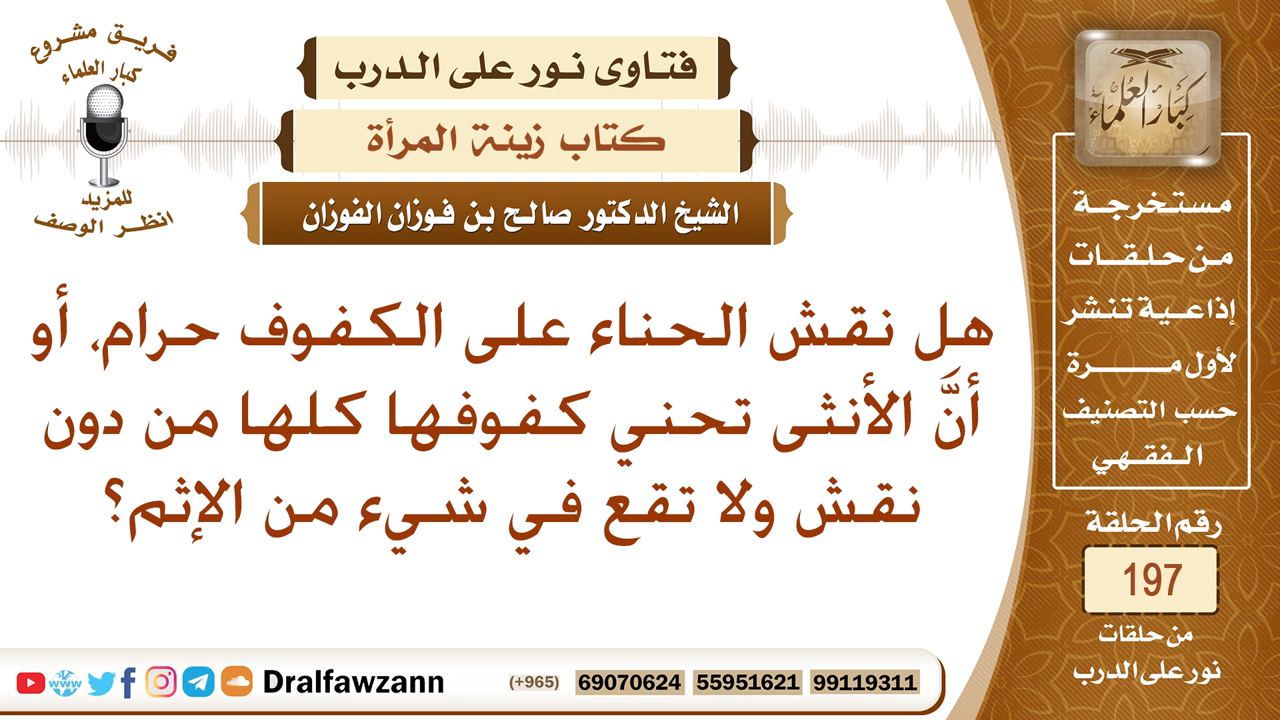 فريق مشروع
كبار العلماء
للمزيد
انظر الوصف
فتاوى نور على الدرب
كتاب زينة المرأة
الشيخ الدكتور صالح بن فوزان الفوزان
هل نقش الحناء على الكفوف حرام، أو
أنَّ الأنثى تحني كفوفها كلها من دون
نقش ولا تقع في شيء من الإثم؟
كبار العلماء
مستخرجة
من حلقات
إذاعية تنشر
لأول مرة
حسب التصنيف
الفقهي
رقم الحلقة
197
من حلقات
نور على الدرب
www Dralfawzann (+965) 69070624 55951621 99119311